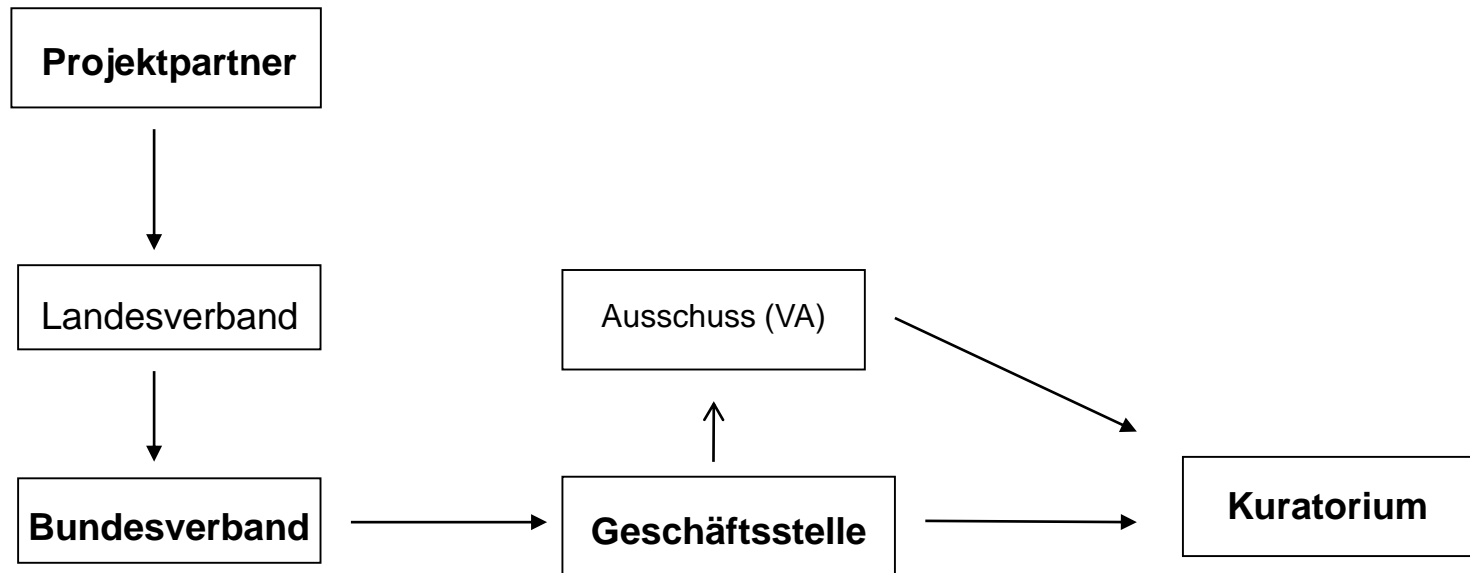 Projektpartner
Landesverband
Ausschuss (VA)
Bundesverband
Geschäftsstelle
Kuratorium